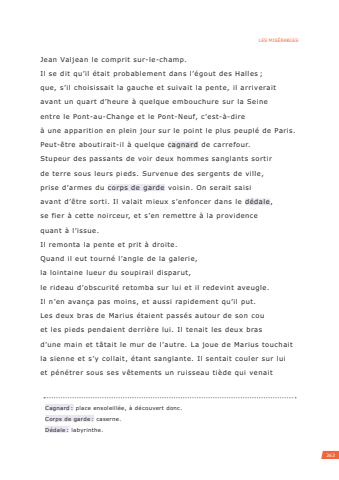 LES MISÉRABLES
Jean Valjean le comprit sur-le-champ.
Il se dit qu’il était probablement dans l’égout des Halles ;
que, s’il choisissait la gauche et suivait la pente, il arriverait
avant un quart d’heure à quelque embouchure sur la Seine
entre le Pont-au-Change et le Pont-Neuf, c’est-à-dire
à une apparition en plein jour sur le point le plus peuplé de Paris.
Peut-être aboutirait-il à quelque cagnard de carrefour.
Stupeur des passants de voir deux hommes sanglants sortir
de terre sous leurs pieds. Survenue des sergents de ville,
prise d’armes du corps de garde voisin. On serait saisi
avant d’être sorti. Il valait mieux s’enfoncer dans le dédale,
se fier à cette noirceur, et s’en remettre à la providence
quant à l’issue.
Il remonta la pente et prit à droite.
Quand il eut tourné l’angle de la galerie,
la lointaine lueur du soupirail disparut,
le rideau d’obscurité retomba sur lui et il redevint aveugle.
Il n’en avança pas moins, et aussi rapidement qu’il put.
Les deux bras de Marius étaient passés autour de son cou
et les pieds pendaient derrière lui. Il tenait les deux bras
d’une main et tâtait le mur de l’autre. La joue de Marius touchait
la sienne et s’y collait, étant sanglante. Il sentait couler sur lui
et pénétrer sous ses vêtements un ruisseau tiède qui venait
Cagnard : place ensoleillée, à découvert donc.
Corps de garde : caserne.
Dédale : labyrinthe.
263